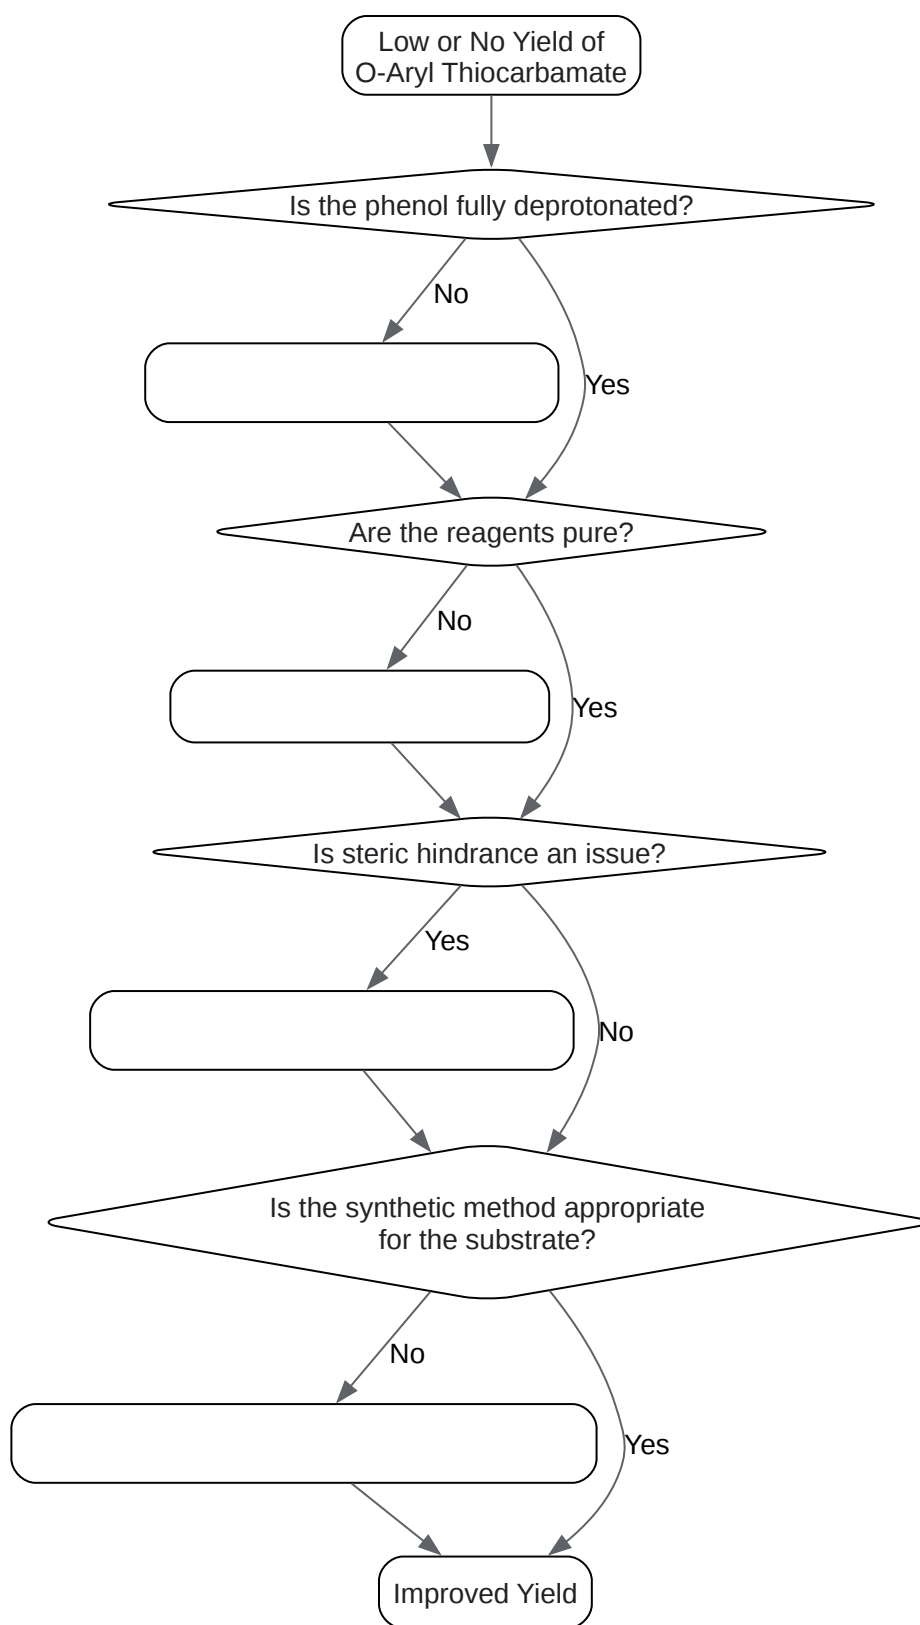 Low or No Yield of
O-Aryl Thiocarbamate
Is the phenol fully deprotonated?
No
Yes
Are the reagents pure?
No
Yes
Is steric hindrance an issue?
Yes
No
Is the synthetic method appropriate
for the substrate?
No
Yes
Improved Yield